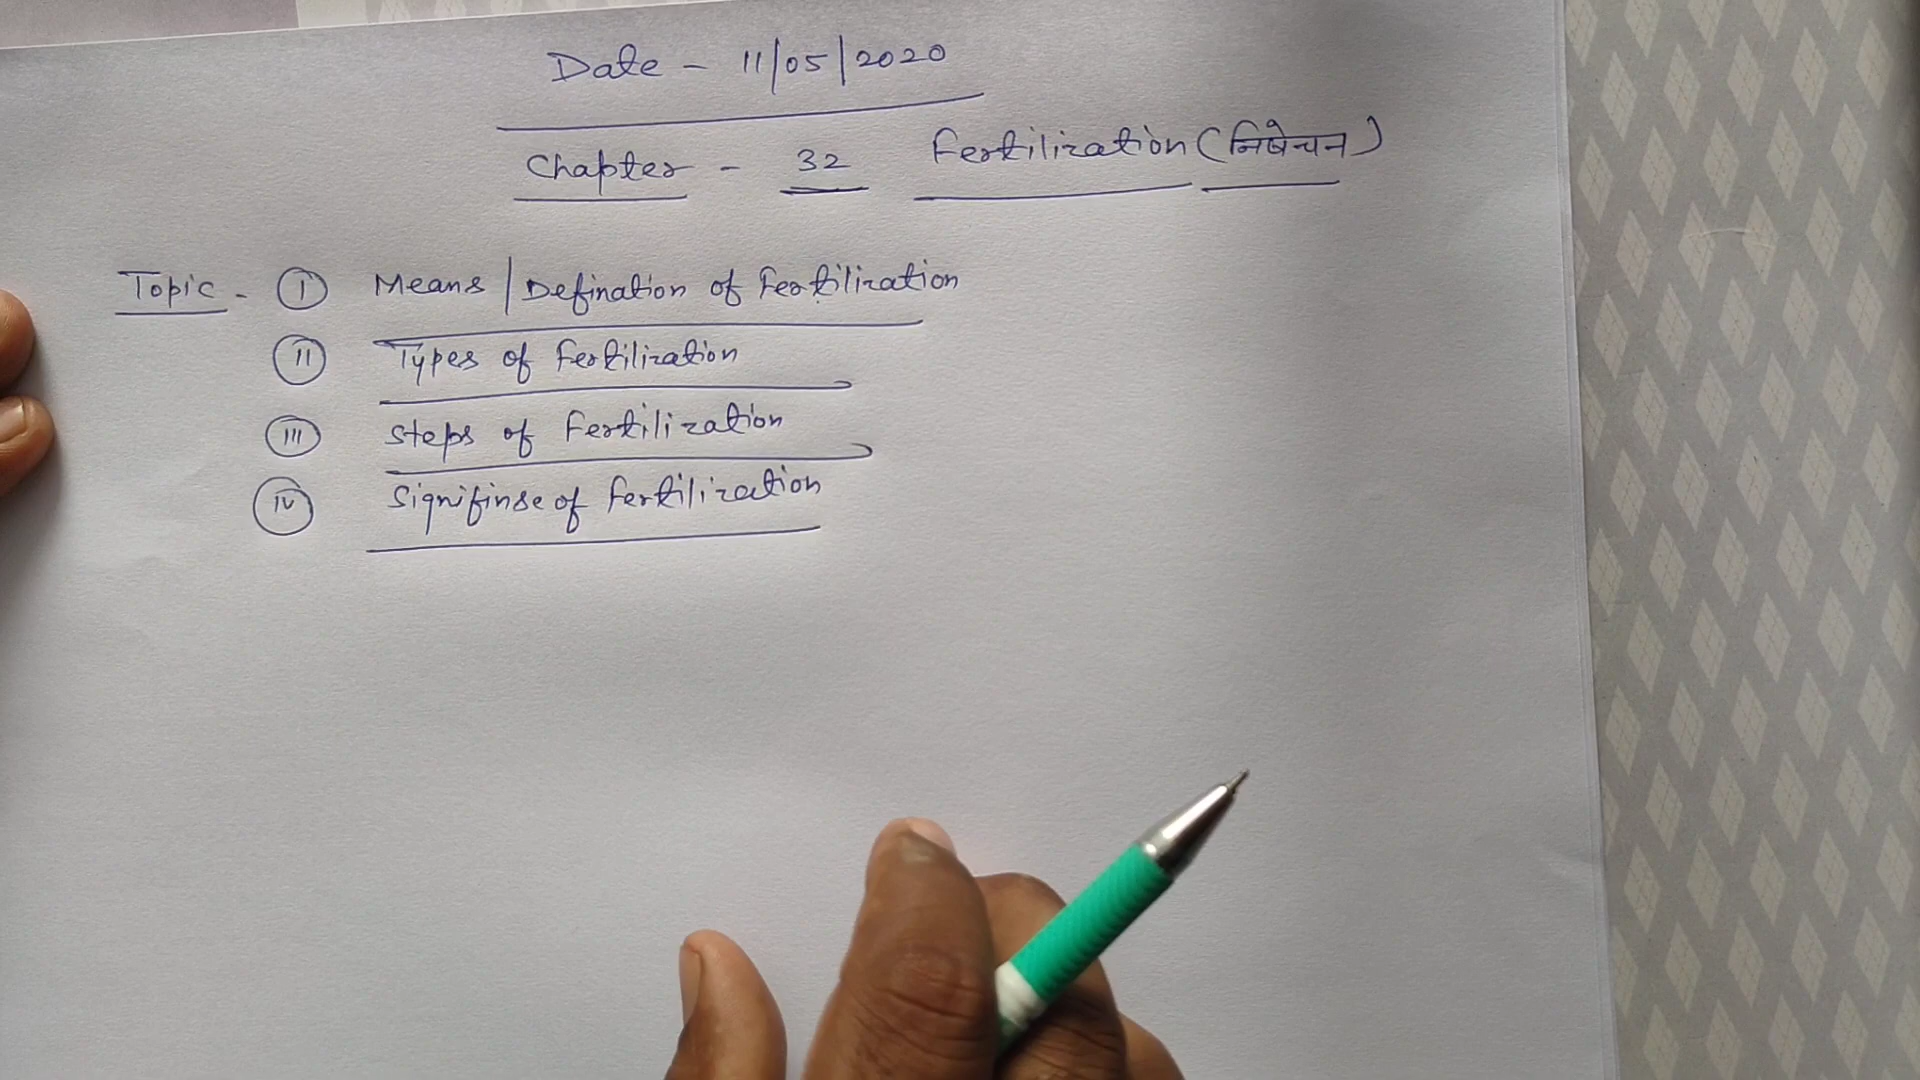 Date - 11/05/2020
Chapter - 32 Fertilization (निषेचन)
Topic - (I) Means / Defination of Fertilization
(II) Types of Fertilization
(III) Steps of Fertilization
(IV) Signifinse of Fertilization